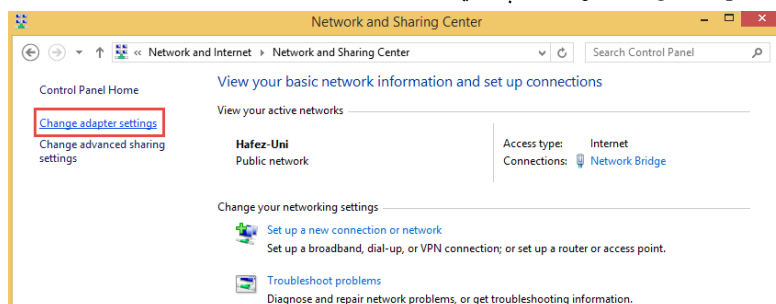 Network and Sharing Center
« Network and Internet › Network and Sharing Center
Search Control Panel
Control Panel Home
Change adapter settings
Change advanced sharing
settings
View your basic network information and set up connections
View your active networks
Hafez-Uni
Public network
Access type: Internet
Connections: Network Bridge
Change your networking settings
Set up a new connection or network
Set up a broadband, dial-up, or VPN connection; or set up a router or access point.
Troubleshoot problems
Diagnose and repair network problems, or get troubleshooting information.